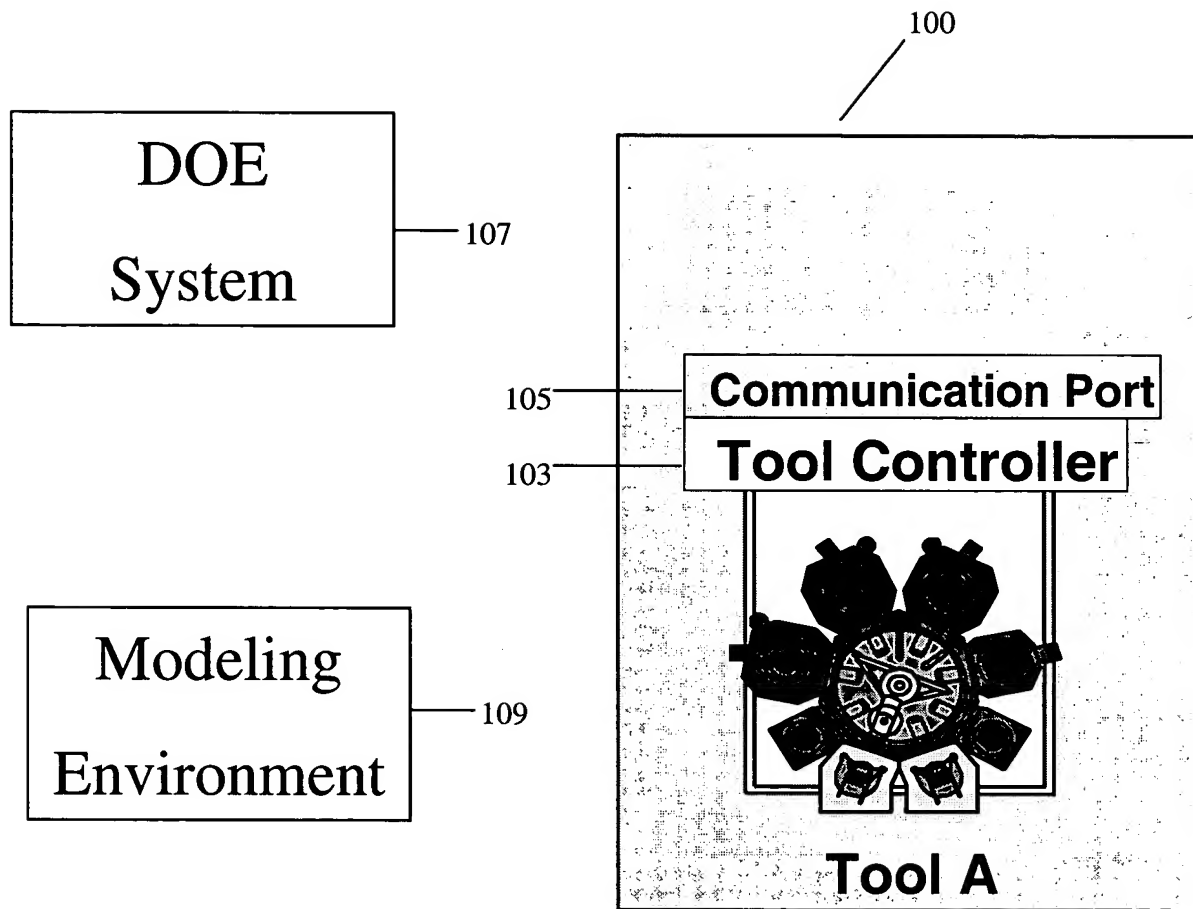 100
DOE
System
107
105
Communication Port
103
Tool Controller
Modeling
Environment
109
Tool A